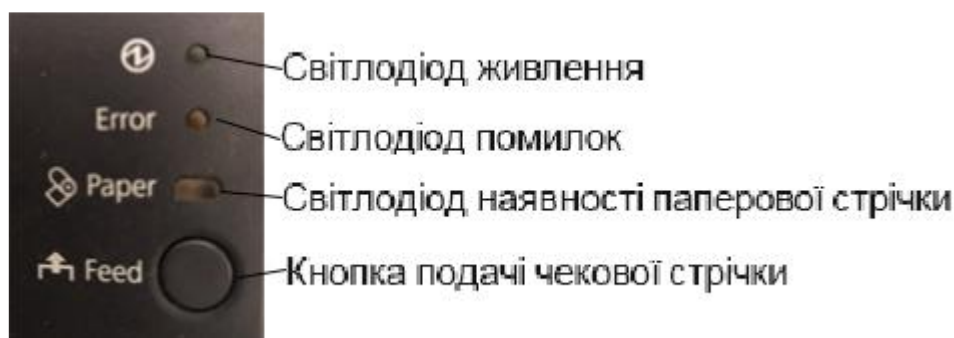 Світлодіод живлення
Error Світлодіод помилок
Paper Світлодіод наявності паперової стрічки
Feed Кнопка подачі чекової стрічки